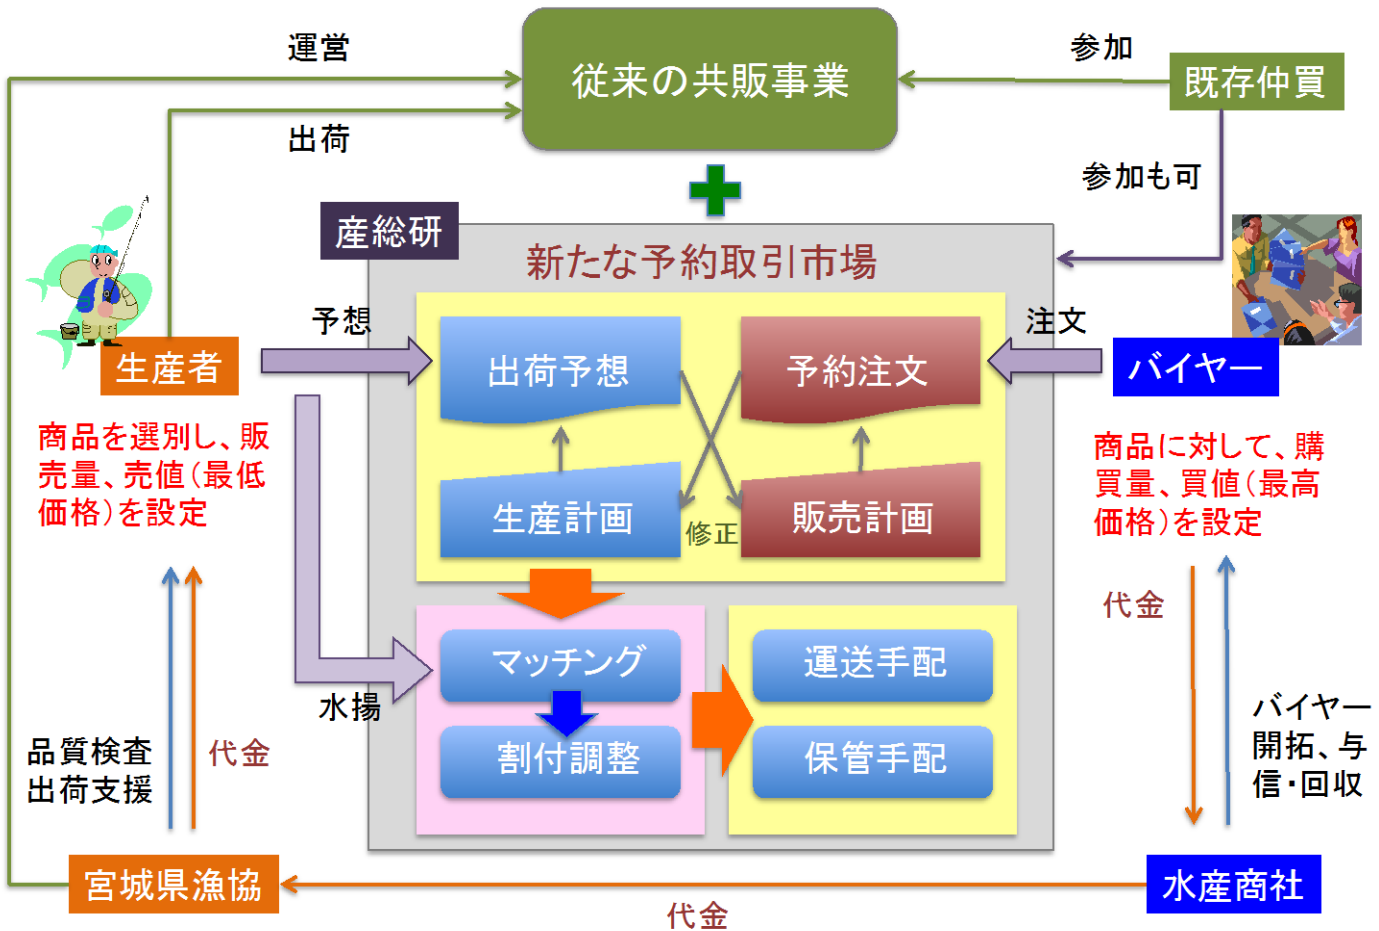 運営
従来の共販事業
参加
既存仲買
出荷
参加も可
産総研
新たな予約取引市場
予想
注文
出荷予想
予約注文
生産者
バイヤー
商品を選別し、販
売量、売値(最低
価格)を設定
商品に対して、購
買量、買値(最高
価格)を設定
生産計画
修正
販売計画
代金
マッチング
運送手配
水揚
バイヤー
開拓、与
信・回収
品質検査
出荷支援
代金
割付調整
保管手配
宮城県漁協
水産商社
代金